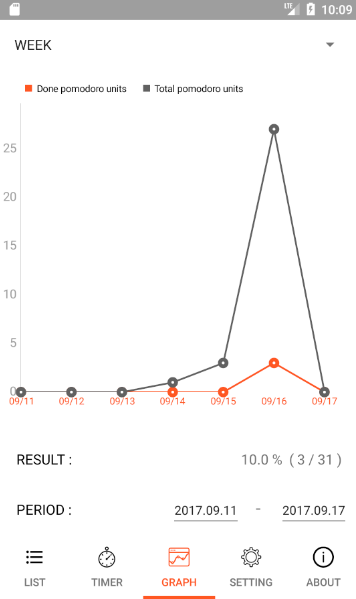 LTE 10:09
WEEK
Done pomodoro units Total pomodoro units
25
20
15
10
5
0
09/11 09/12 09/13 09/14 09/15 09/16 09/17
RESULT : 10.0 % ( 3 / 31 )
PERIOD : 2017.09.11 - 2017.09.17
LIST TIMER GRAPH SETTING ABOUT